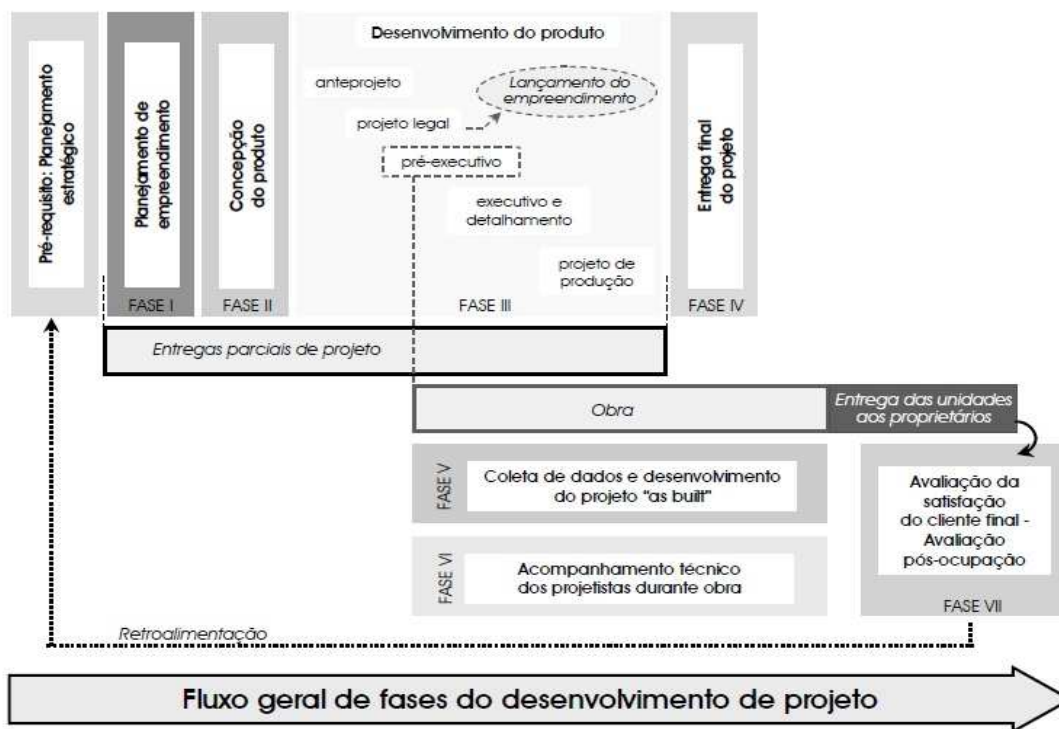 Pré-requisito: Planejamento
estratégico
Planejamento de
empreendimento
FASE I
Concepção
do produto
FASE II
Desenvolvimento do produto
anteprojeto
Lançamento do
empreendimento
projeto legal
pré-executivo
executivo e
detalhamento
projeto de
produção
FASE III
Entrega final
do projeto
FASE IV
Entregas parciais de projeto
Obra
Entrega das unidades
aos proprietários
FASE V
Coleta de dados e desenvolvimento
do projeto "as built"
FASE VI
Acompanhamento técnico
dos projetistas durante obra
Avaliação da
satisfação
do cliente final -
Avaliação
pós-ocupação
FASE VII
Retroalimentação
Fluxo geral de fases do desenvolvimento de projeto